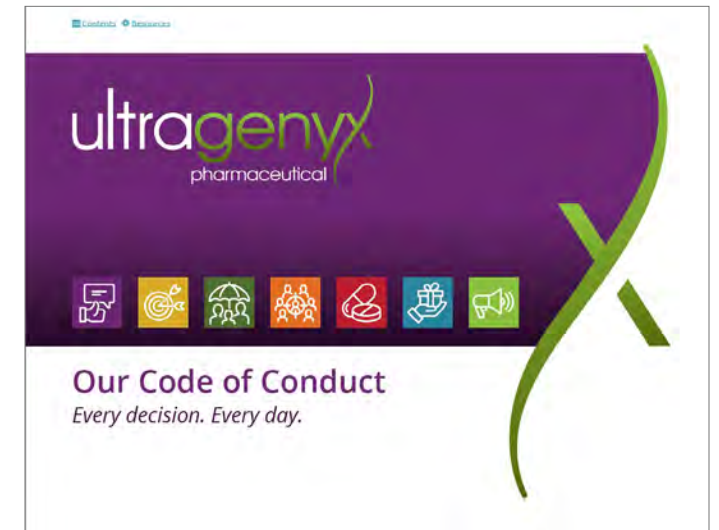 Contents Resources
ultragenyx
pharmaceutical
Our Code of Conduct
Every decision. Every day.